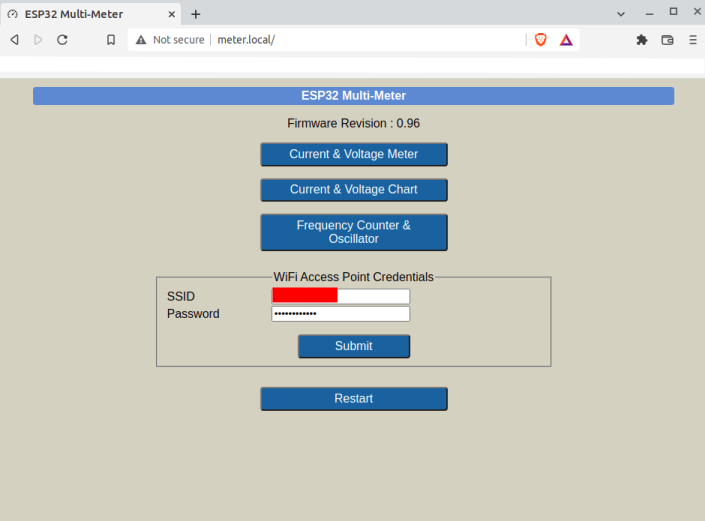 ESP32 Multi-Meter
Not secure meter.local/
ESP32 Multi-Meter
Firmware Revision : 0.96
Current & Voltage Meter
Current & Voltage Chart
Frequency Counter &
Oscillator
WiFi Access Point Credentials
SSID
Password ••••••••••••
Submit
Restart